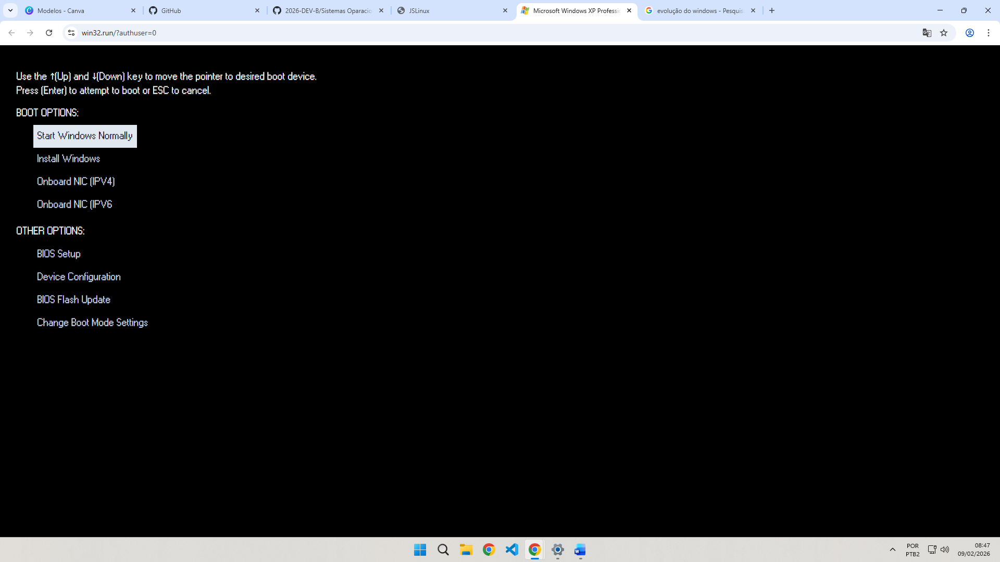 Modelos - Canva
GitHub
2026-DEV-B/Sistemas Oparacio
JSLinux
Microsoft Windows XP Professi
evolução do windows - Pesquis
win32.run/?authuser=0
Use the ↑(Up) and ↓(Down) key to move the pointer to desired boot device.
Press (Enter) to attempt to boot or ESC to cancel.
BOOT OPTIONS:
Start Windows Normally
Install Windows
Onboard NIC (IPV4)
Onboard NIC (IPV6
OTHER OPTIONS:
BIOS Setup
Device Configuration
BIOS Flash Update
Change Boot Mode Settings
POR
PTB2
08:47
09/02/2026